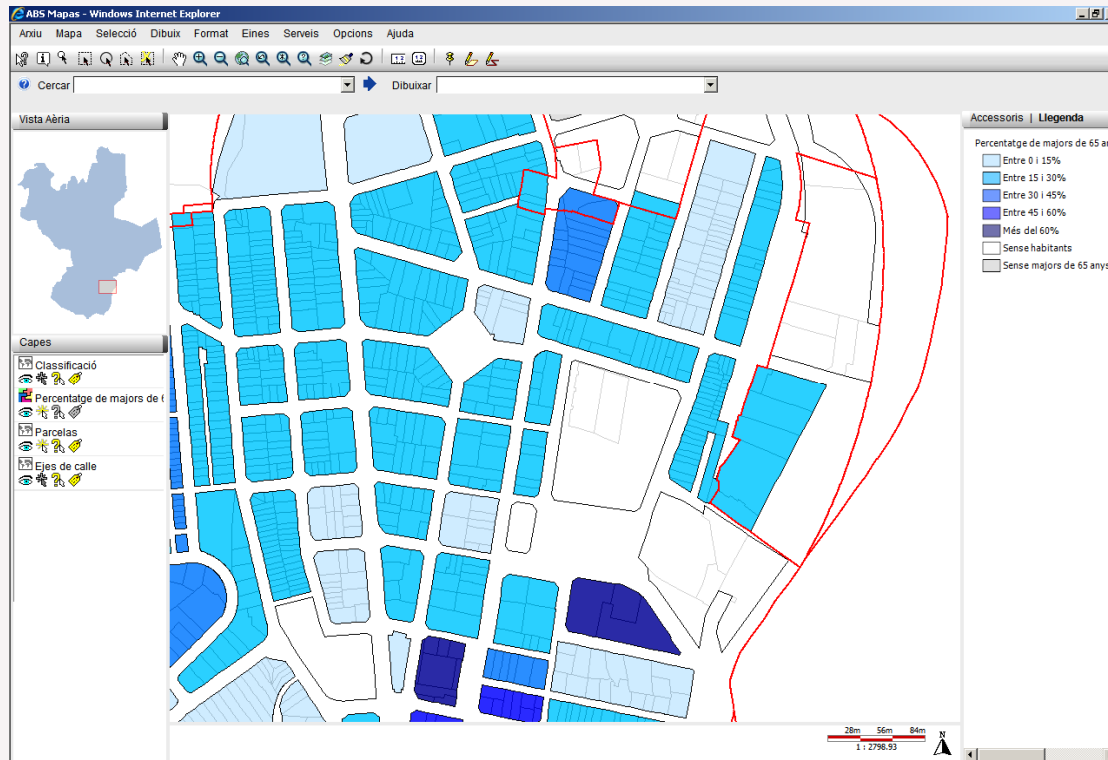 ABS Mapas - Windows Internet Explorer
Arxiu Mapa Selecció Dibuix Format Eines Serveis Opcions Ajuda
Cercar Dibuixar
Vista Aèria
Accessoris | Llegenda
Percentatge de majors de 65 an
Entre 0 i 15%
Entre 15 i 30%
Entre 30 i 45%
Entre 45 i 60%
Més del 60%
Sense habitants
Sense majors de 65 anys
Capes
Classificació
Percentatge de majors de 6
Parcelas
Ejes de calle
28m 56m 84m
1 : 2798.93
N